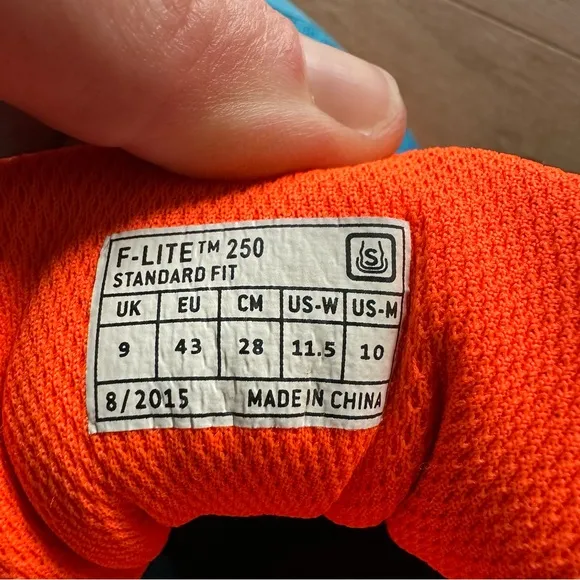 F-LITE™ 250
STANDARD FIT
S
UK EU CM US-W US-M
9 43 28 11.5 10
8/2015 MADE IN CHINA